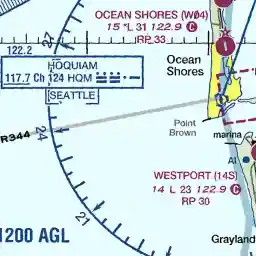 OCEAN SHORES (W04)
15 *L 31 122.9 C
RP 33
27
122.2
Ocean
Shores
HOQUIAM
117.7 Ch 124 HQM
SEATTLE
Point
Brown
R344
24
marina
WESTPORT (14S)
14 L 23 122.9 C
RP 30
21
1200 AGL
Grayland